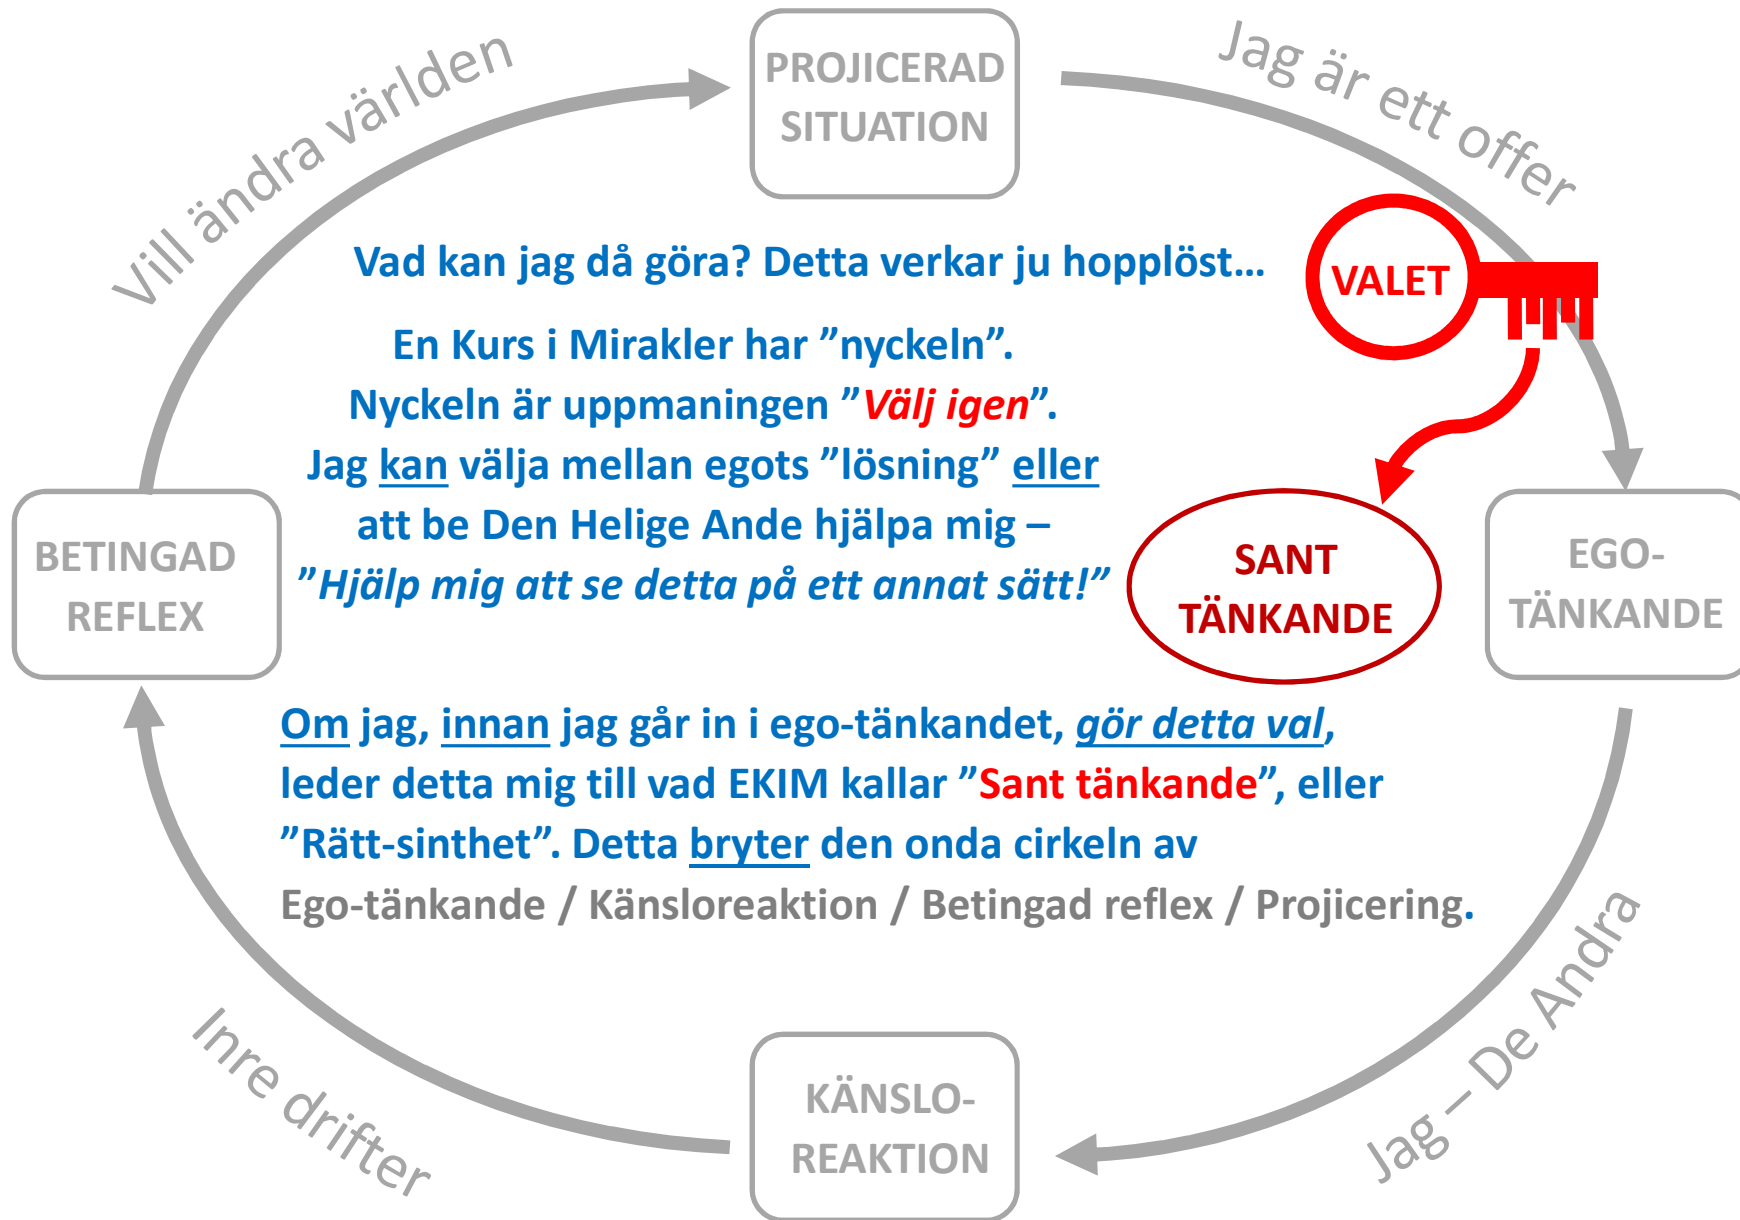 PROJICERAD
SITUATION
Vill ändra världen
Jag är ett offer
Vad kan jag då göra? Detta verkar ju hopplöst…
VALET
En Kurs i Mirakler har ”nyckeln”.
Nyckeln är uppmaningen ”Välj igen”.
Jag kan välja mellan egots ”lösning” eller
att be Den Helige Ande hjälpa mig –
”Hjälp mig att se detta på ett annat sätt!”
BETINGAD
REFLEX
SANT
TÄNKANDE
EGO-
TÄNKANDE
Om jag, innan jag går in i ego-tänkandet, gör detta val,
leder detta mig till vad EKIM kallar ”Sant tänkande”, eller
”Rätt-sinthet”. Detta bryter den onda cirkeln av
Ego-tänkande / Känsloreaktion / Betingad reflex / Projicering.
Inre drifter
Jag – De Andra
KÄNSLO-
REAKTION